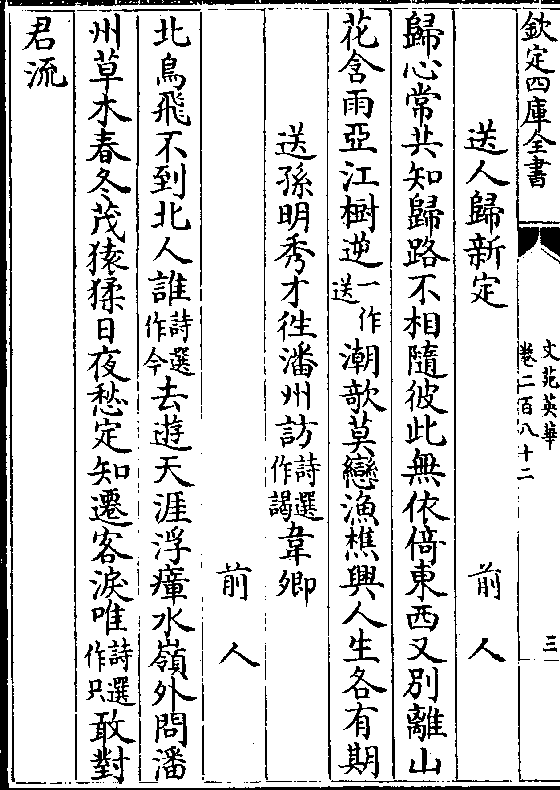 欽定四庫全書
文苑英華
卷二百八十二
三
送人歸新定　前人
歸心常共知歸路不相隨彼此無依倚東西又別離山
花含雨亞江樹逆一作送潮欹莫戀漁樵興人生各有期
送孫明秀才徃潘州訪詩選作謁韋卿
前人
北鳥飛不到北人誰詩選作今去遊天涯浮瘴水嶺外問潘
州草木春冬茂猿猱日夜愁定知遷客淚唯詩選作只敢對
君流